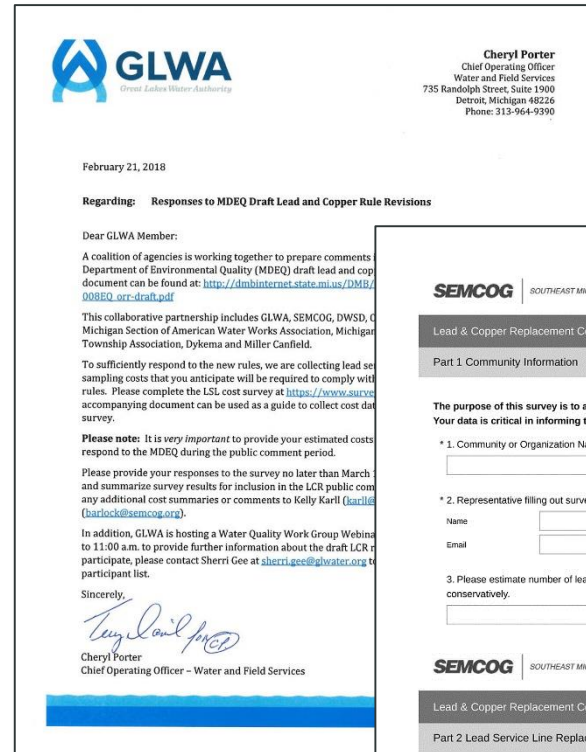 GLWA
Great Lakes Water Authority
Cheryl Porter
Chief Operating Officer
Water and Field Services
735 Randolph Street, Suite 1900
Detroit, Michigan 48226
Phone: 313-964-9390
February 21, 2018
Regarding: Responses to MDEQ Draft Lead and Copper Rule Revisions
Dear GLWA Member:
A coalition of agencies is working together to prepare comments
Department of Environmental Quality (MDEQ) draft lead and cop
document can be found at: http://dmbinternet.state.mi.us/DMB/
008EQ_orr-draft.pdf
This collaborative partnership includes GLWA, SEMCOG, DWSD,
Michigan Section of American Water Works Association, Michigan
Township Association, Dykema and Miller Canfield.
To sufficiently respond to the new rules, we are collecting lead se
sampling costs that you anticipate will be required to comply with
rules. Please complete the LSL cost survey at https://www.surve
accompanying document can be used as a guide to collect cost dat
survey.
Please note: It is very important to provide your estimated costs
respond to the MDEQ during the public comment period.
Please provide your responses to the survey no later than March
and summarize survey results for inclusion in the LCR public com
any additional cost summaries or comments to Kelly Karll (karll@
(barlock@semcog.org).
In addition, GLWA is hosting a Water Quality Work Group Webina
to 11:00 a.m. to provide further information about the draft LCR r
participate, please contact Sherri Gee at sherri.gee@glwater.org to
participant list.
Sincerely,
Cheryl Porter
Chief Operating Officer – Water and Field Services
SEMCOG SOUTHEAST MI
Lead & Copper Replacement Co
Part 1 Community Information
The purpose of this survey is to a
Your data is critical in informing t
* 1. Community or Organization Na
* 2. Representative filling out surve
Name
Email
3. Please estimate number of lea
conservatively.
SEMCOG SOUTHEAST MI
Lead & Copper Replacement Co
Part 2 Lead Service Line Repla